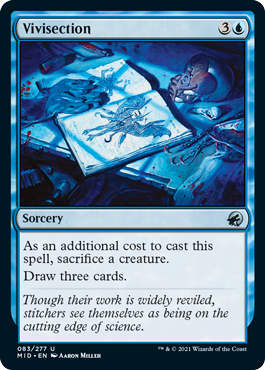 Vivisection 3
Sorcery
As an additional cost to cast this
spell, sacrifice a creature.
Draw three cards.
Though their work is widely reviled,
stitchers see themselves as being on the
cutting edge of science.
083/277 U
MID • EN Aaron Miller ™ & © 2021 Wizards of the Coast